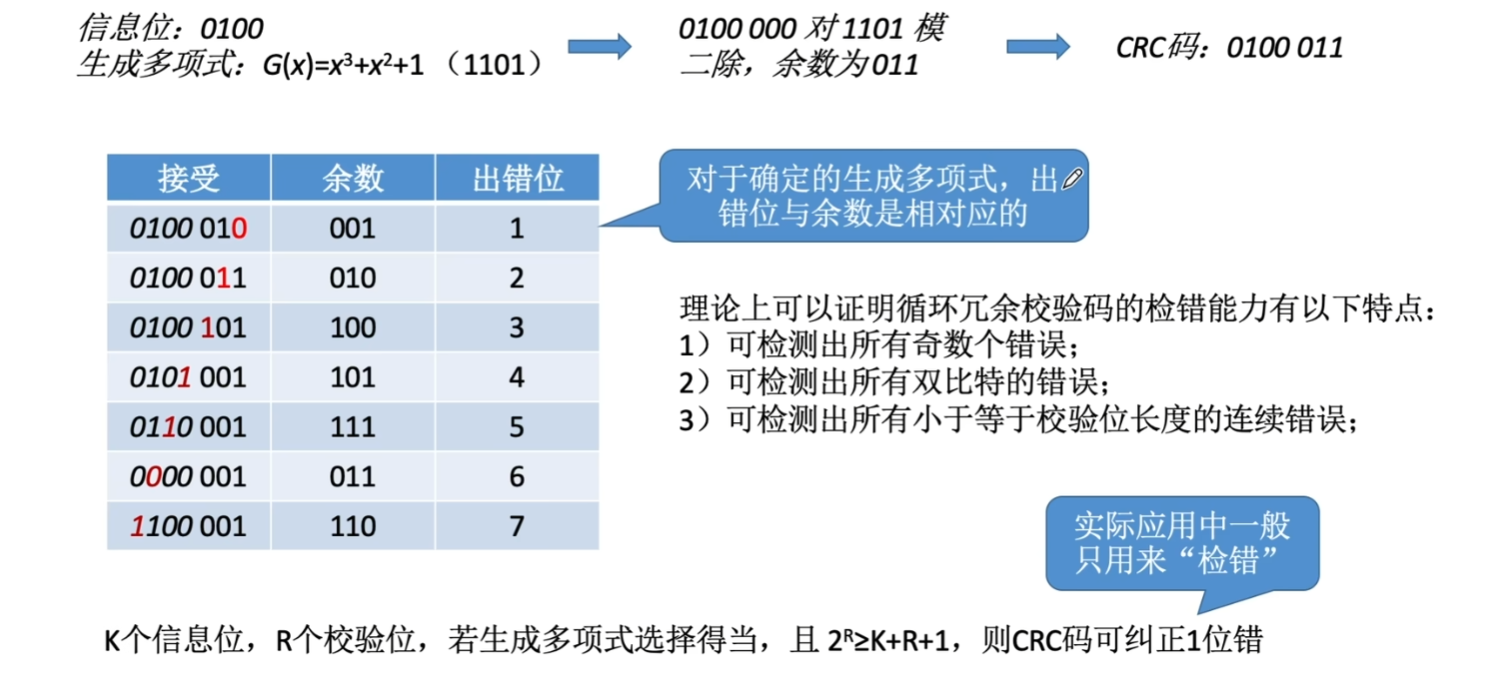 信息位：0100
生成多项式：G(x)=x³+x²+1 （1101）
0100 000 对 1101 模
二除，余数为 011
CRC码：0100 011
接受 余数 出错位
0100 010 001 1
0100 011 010 2
0100 101 100 3
0101 001 101 4
0110 001 111 5
0000 001 011 6
1100 001 110 7
对于确定的生成多项式，出
错位与余数是相对应的
理论上可以证明循环冗余校验码的检错能力有以下特点：
1）可检测出所有奇数个错误；
2）可检测出所有双比特的错误；
3）可检测出所有小于等于校验位长度的连续错误；
实际应用中一般
只用来“检错”
K个信息位，R个校验位，若生成多项式选择得当，且 2ᴿ≥K+R+1，则CRC码可纠正1位错